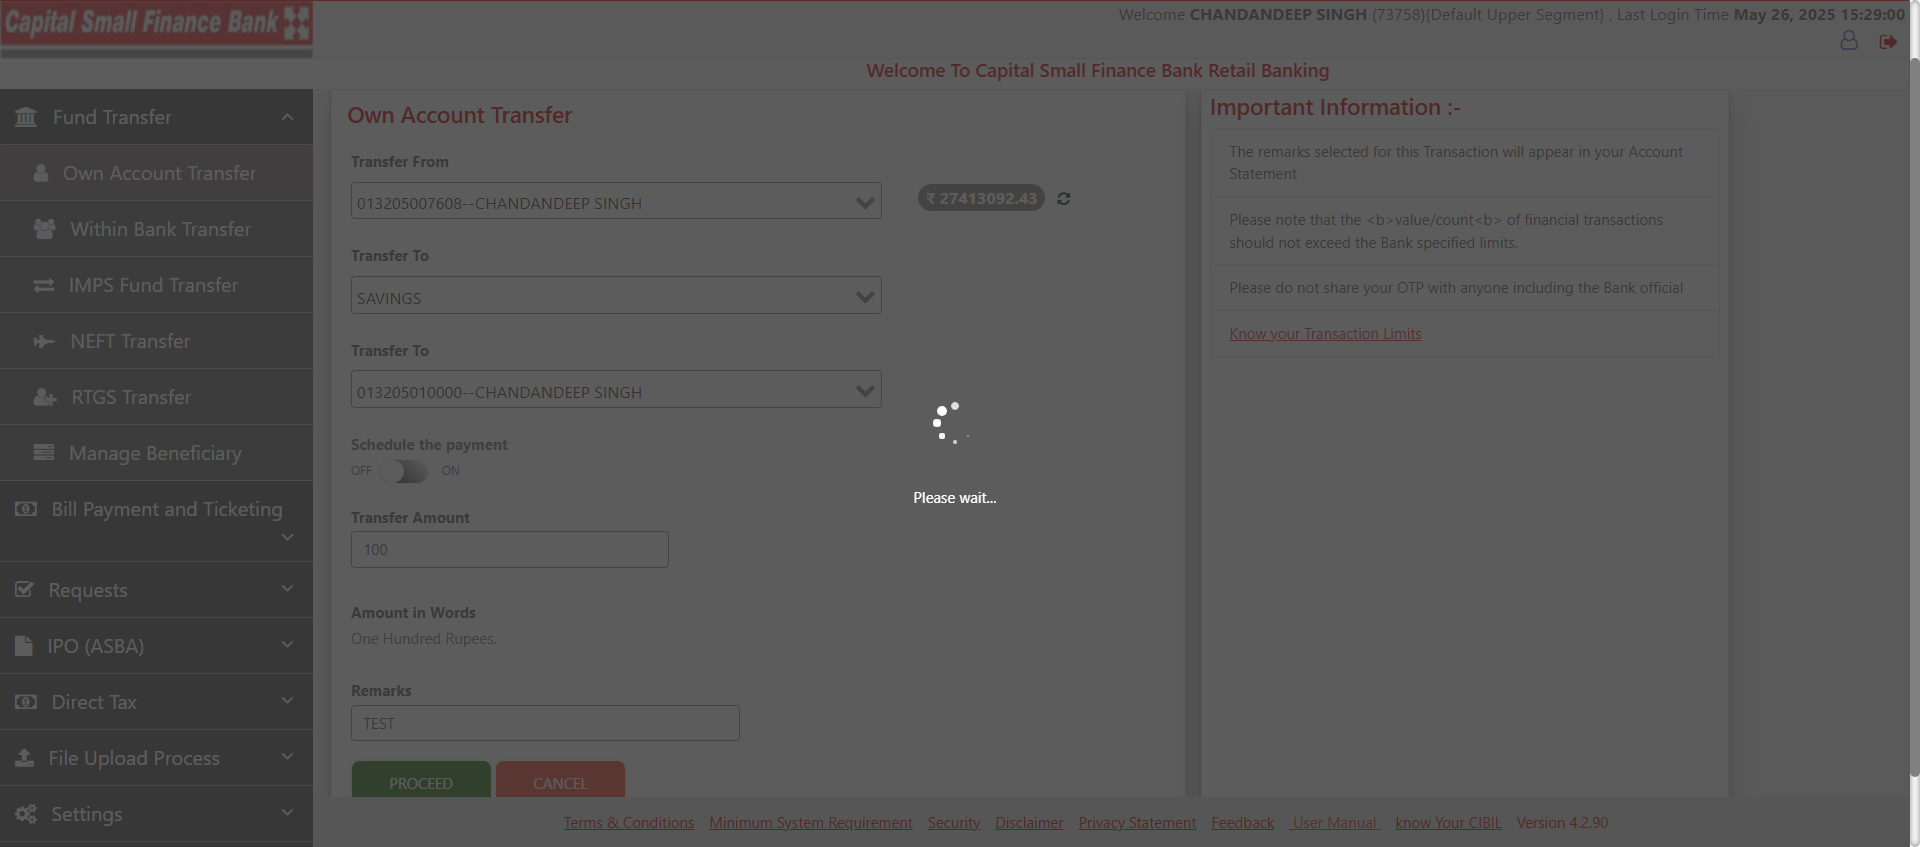 Capital Small Finance Bank
Welcome CHANDANDEEP SINGH (73758){Default Upper Segment} , Last Login Time May 26, 2025 15:29:00
Welcome To Capital Small Finance Bank Retail Banking
Fund Transfer
Own Account Transfer
Within Bank Transfer
IMPS Fund Transfer
NEFT Transfer
RTGS Transfer
Manage Beneficiary
Bill Payment and Ticketing
Requests
IPO (ASBA)
Direct Tax
File Upload Process
Settings
Own Account Transfer
Transfer From
013205007608--CHANDANDEEP SINGH
₹ 27413092.43
Transfer To
SAVINGS
Transfer To
013205010000--CHANDANDEEP SINGH
Schedule the payment
OFF ON
Transfer Amount
100
Amount in Words
One Hundred Rupees.
Remarks
TEST
PROCEED CANCEL
Please wait...
Important Information :-
The remarks selected for this Transaction will appear in your Account
Statement
Please note that the <b>value/count<b> of financial transactions
should not exceed the Bank specified limits.
Please do not share your OTP with anyone including the Bank official
Know your Transaction Limits
Terms & Conditions Minimum System Requirement Security Disclaimer Privacy Statement Feedback User Manual know Your CIBIL Version 4.2.90